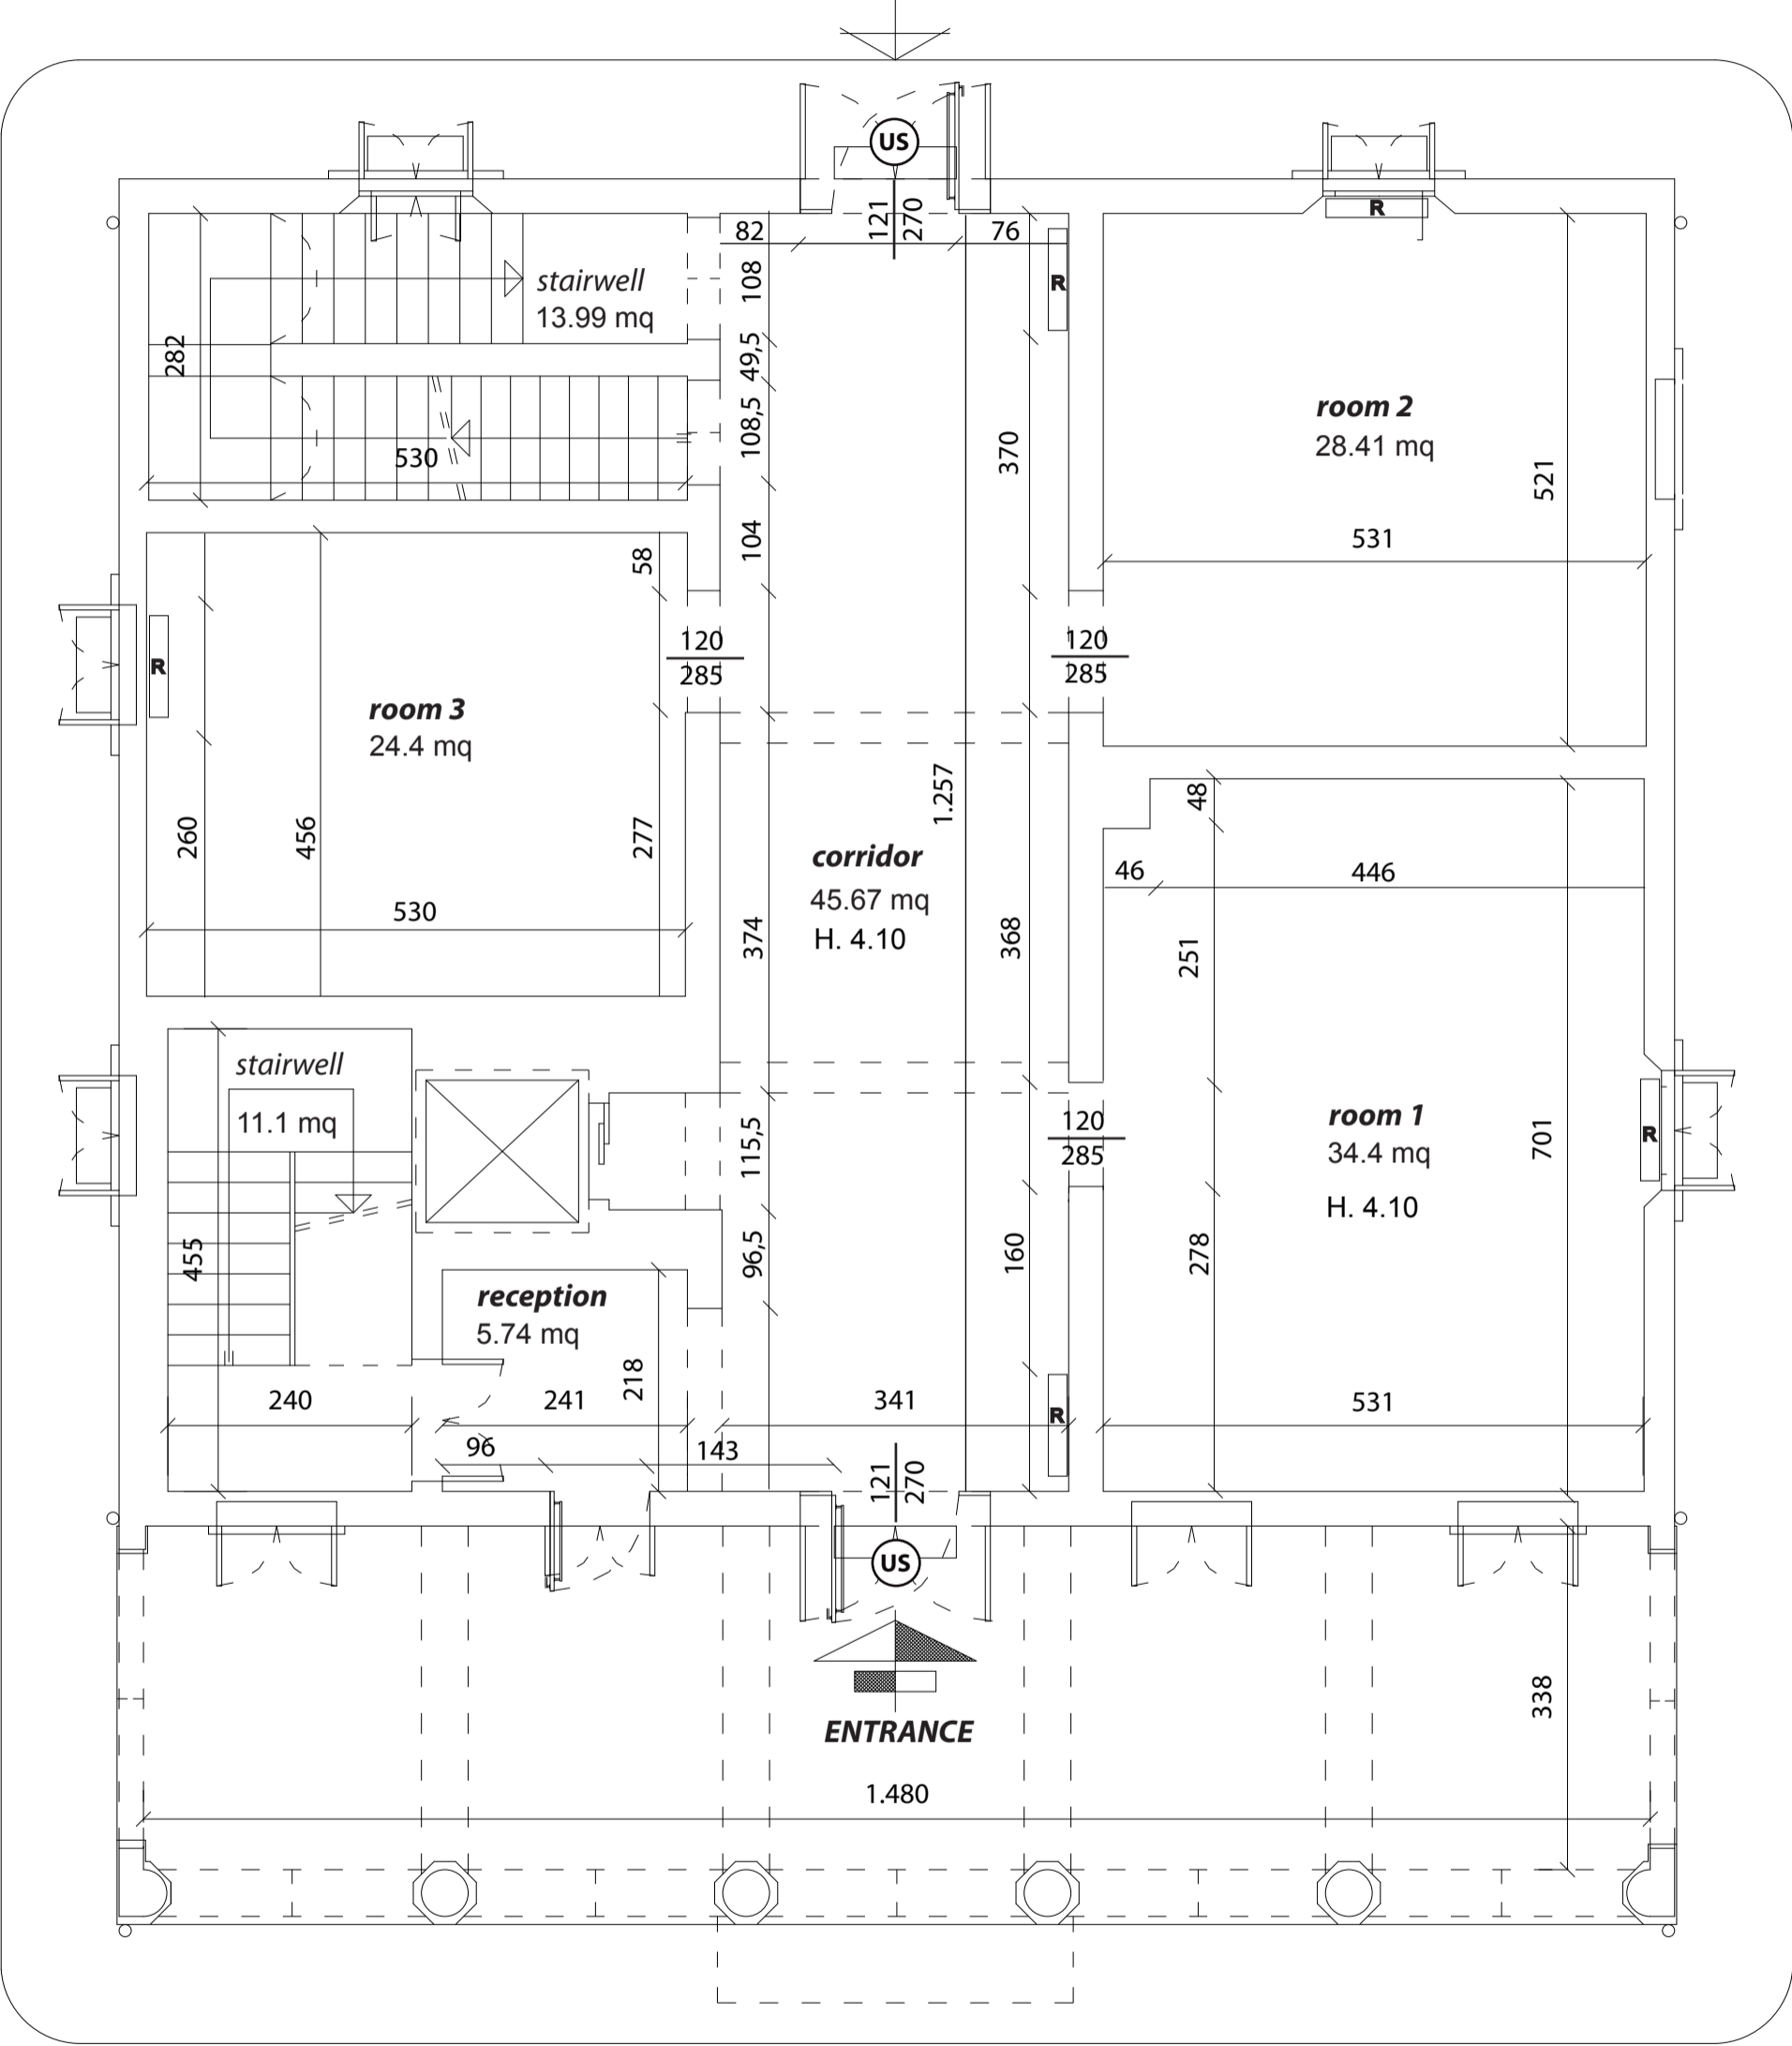 US
121
270
82
76
R
108
R
stairwell
13.99 mq
49,5
282
room 2
28.41 mq
108,5
370
530
521
104
531
58
120
285
120
285
R
room 3
24.4 mq
260
456
277
1.257
48
corridor
45.67 mq
H. 4.10
46
446
530
374
368
251
stairwell
11.1 mq
115,5
120
285
room 1
34.4 mq
H. 4.10
701
R
455
96,5
160
278
reception
5.74 mq
218
240
241
341
R
531
96
143
121
270
US
338
ENTRANCE
1.480